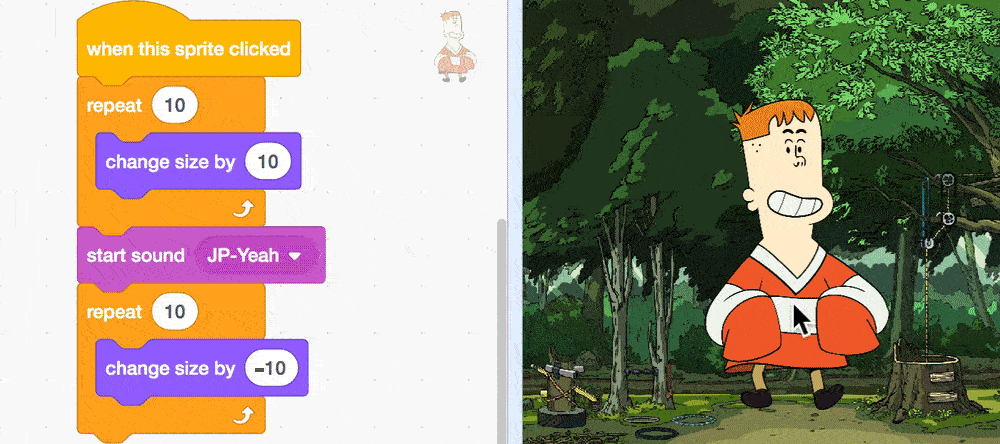 when this sprite clicked
repeat 10
change size by 10
start sound JP-Yeah
repeat 10
change size by -10